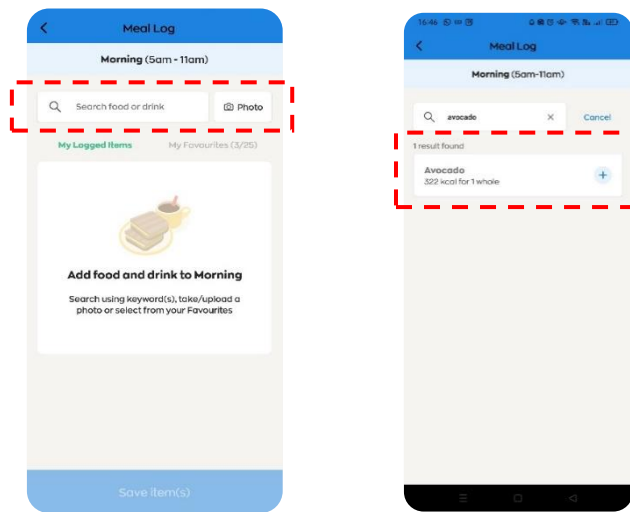 Meal Log
Morning (5am - 11am)
Search food or drink
Photo
My Logged Items My Favourites (3/25)
Add food and drink to Morning
Search using keyword(s), take/upload a
photo or select from your Favourites
Save item(s)
16:46
Meal Log
Morning (5am-11am)
avocado
Cancel
1 result found
Avocado
322 kcal for 1 whole